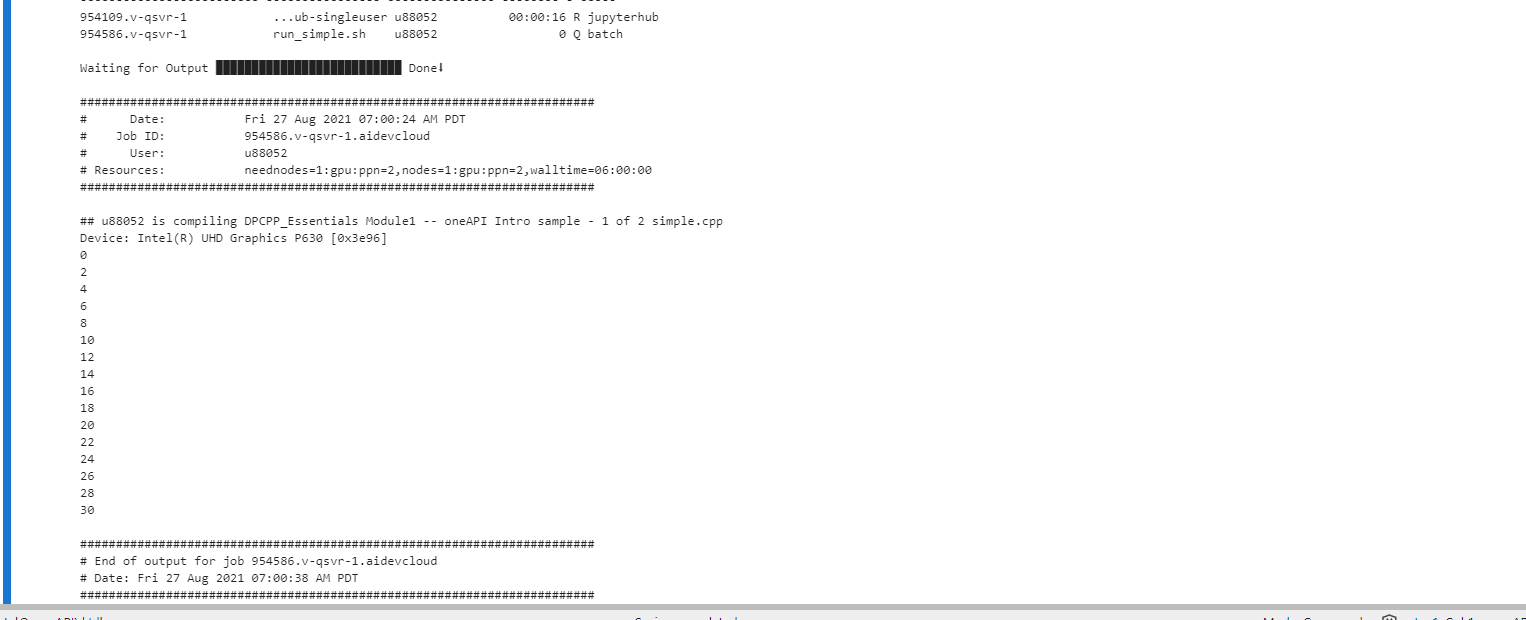 954109.v-qsvr-1 ...ub-singleuser u88052 00:00:16 R jupyterhub
954586.v-qsvr-1 run_simple.sh u88052 0 Q batch
Waiting for Output ██████████████████████████ Done⬇
########################################################################
# Date: Fri 27 Aug 2021 07:00:24 AM PDT
# Job ID: 954586.v-qsvr-1.aidevcloud
# User: u88052
# Resources: neednodes=1:gpu:ppn=2,nodes=1:gpu:ppn=2,walltime=06:00:00
########################################################################
## u88052 is compiling DPCPP_Essentials Module1 -- oneAPI Intro sample - 1 of 2 simple.cpp
Device: Intel(R) UHD Graphics P630 [0x3e96]
0
2
4
6
8
10
12
14
16
18
20
22
24
26
28
30
########################################################################
# End of output for job 954586.v-qsvr-1.aidevcloud
# Date: Fri 27 Aug 2021 07:00:38 AM PDT
########################################################################